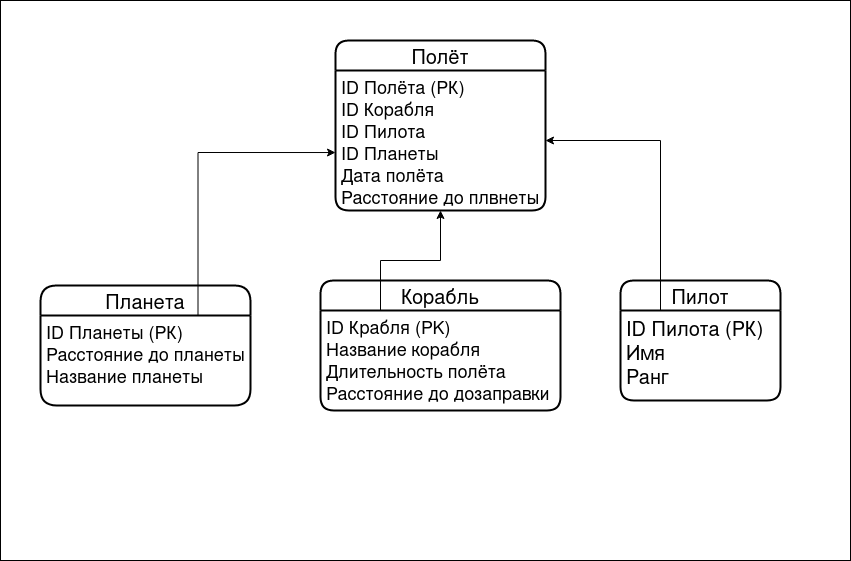 Полёт
ID Полёта (РК)
ID Корабля
ID Пилота
ID Планеты
Дата полёта
Расстояние до плвнеты
Планета
ID Планеты (РК)
Расстояние до планеты
Название планеты
Корабль
ID Крабля (РК)
Название корабля
Длительность полёта
Расстояние до дозаправки
Пилот
ID Пилота (РК)
Имя
Ранг